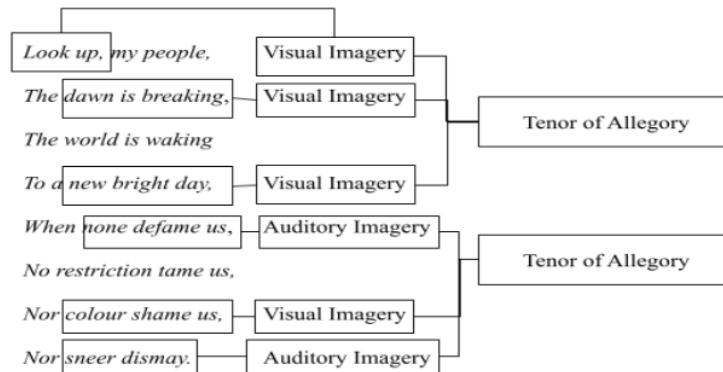 Look up, my people, Visual Imagery
The dawn is breaking, Visual Imagery
Tenor of Allegory
The world is waking
To a new bright day, Visual Imagery
When none defame us, Auditory Imagery
Tenor of Allegory
No restriction tame us,
Nor colour shame us, Visual Imagery
Nor sneer dismay. Auditory Imagery